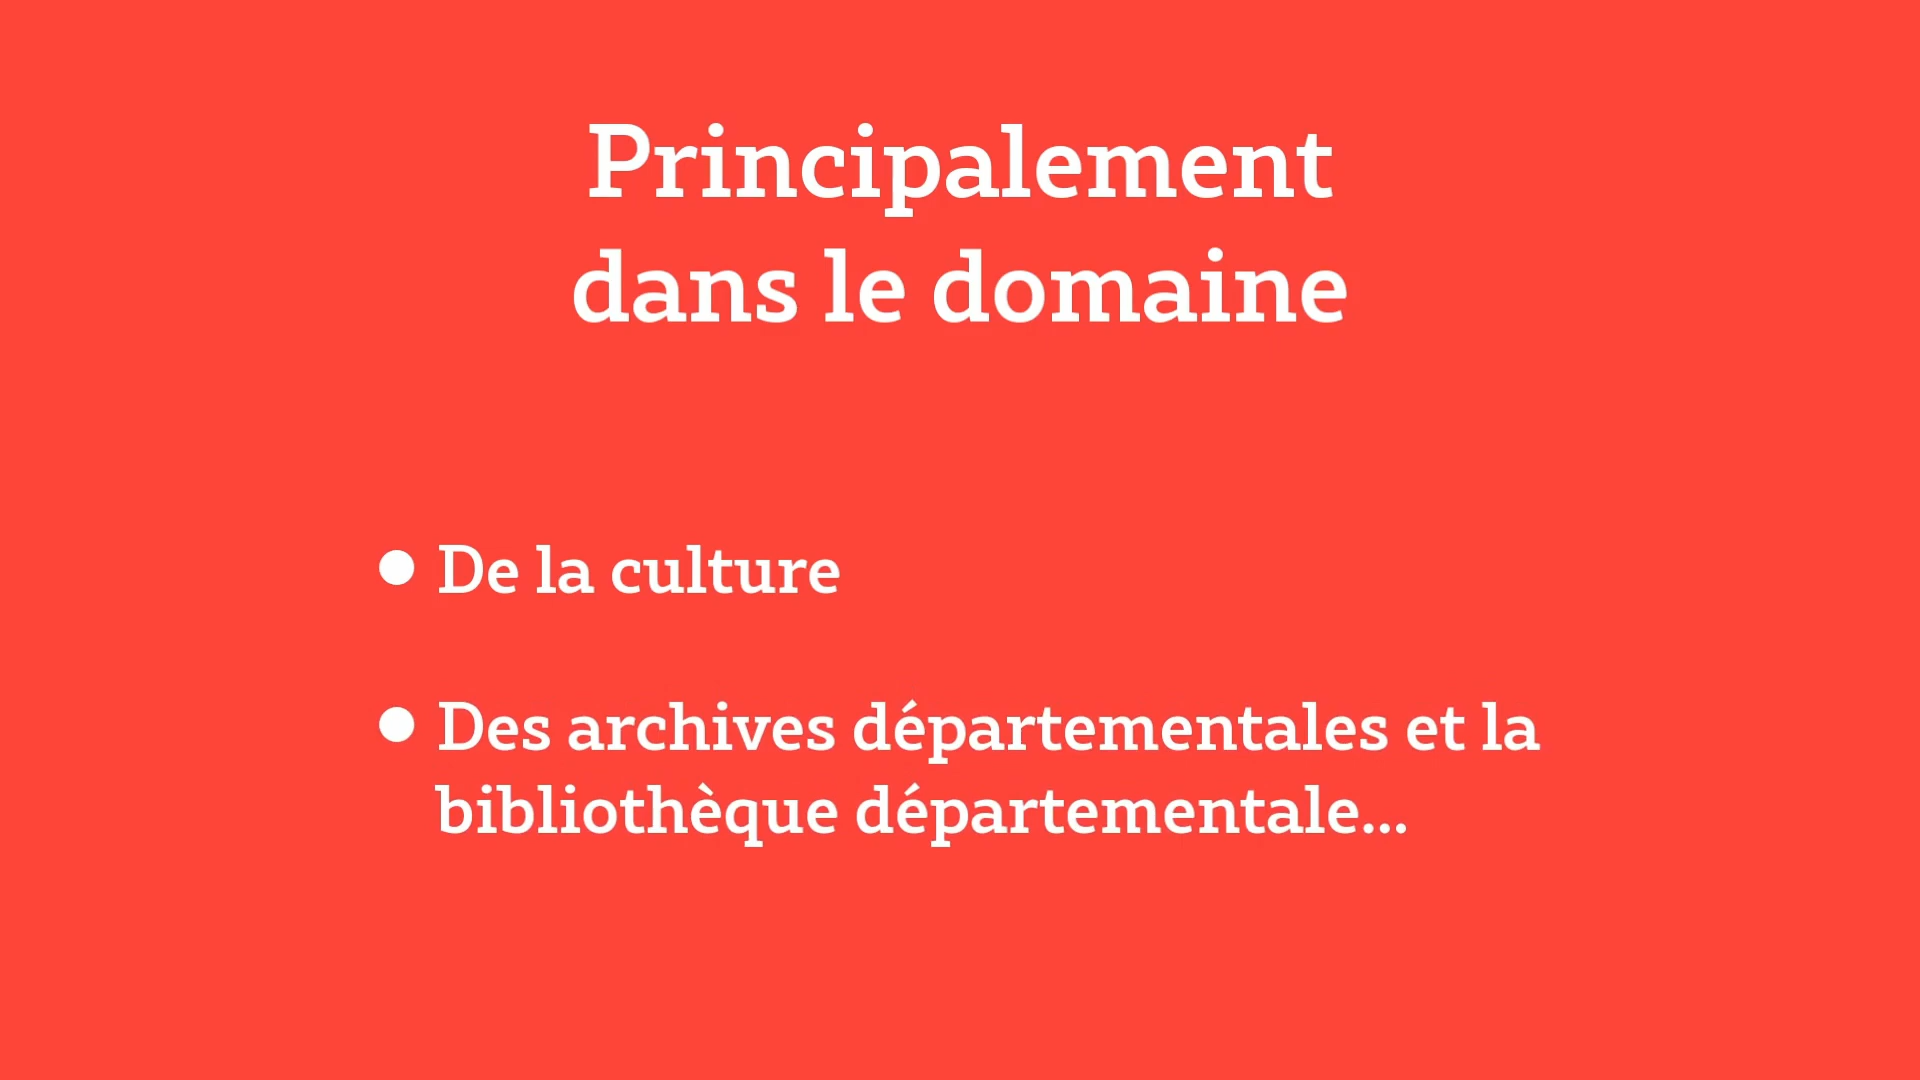 Principalement
dans le domaine
● De la culture
● Des archives départementales et la
bibliothèque départementale...